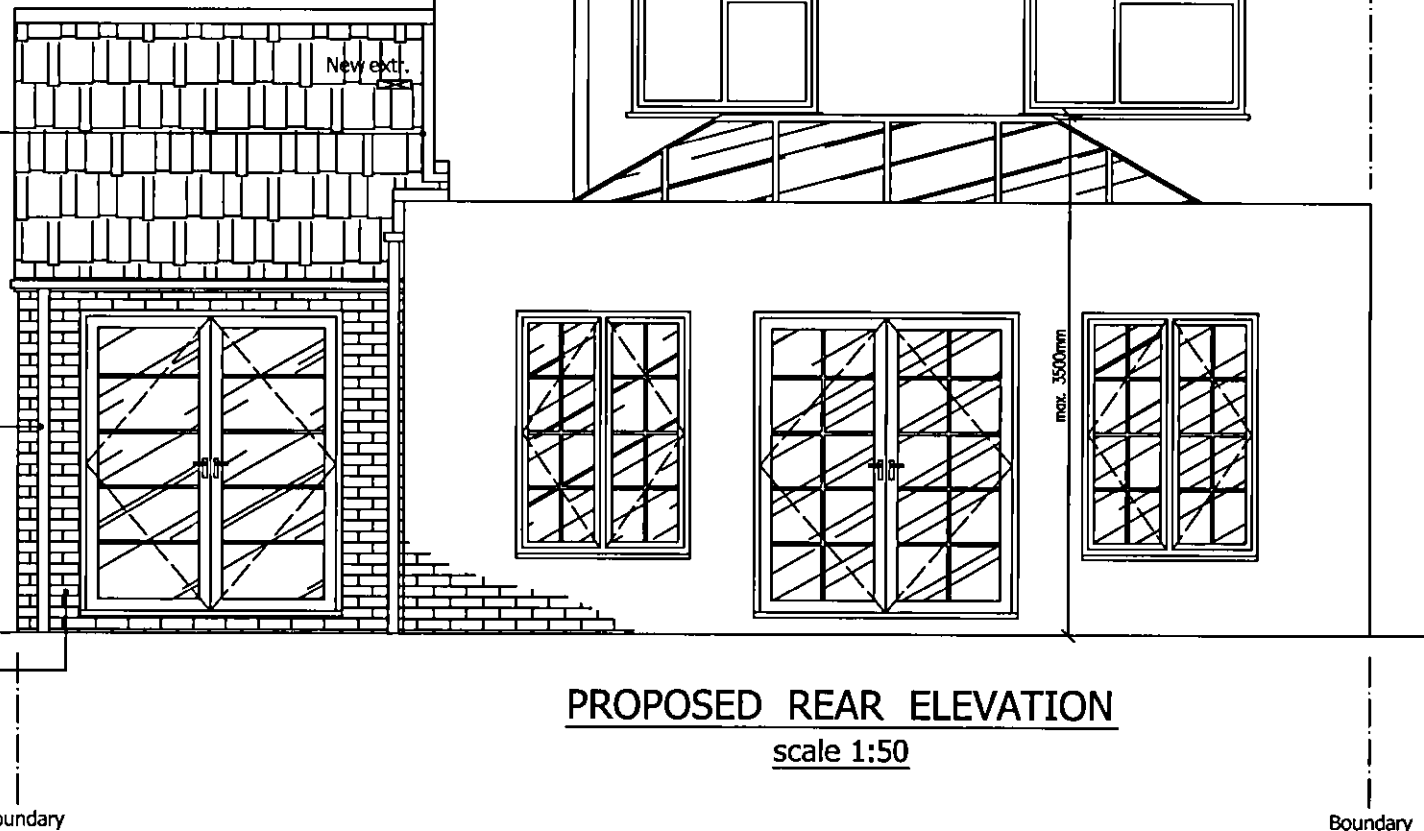 New extr.
max. 3500mm
PROPOSED REAR ELEVATION
scale 1:50
oundary
Boundary